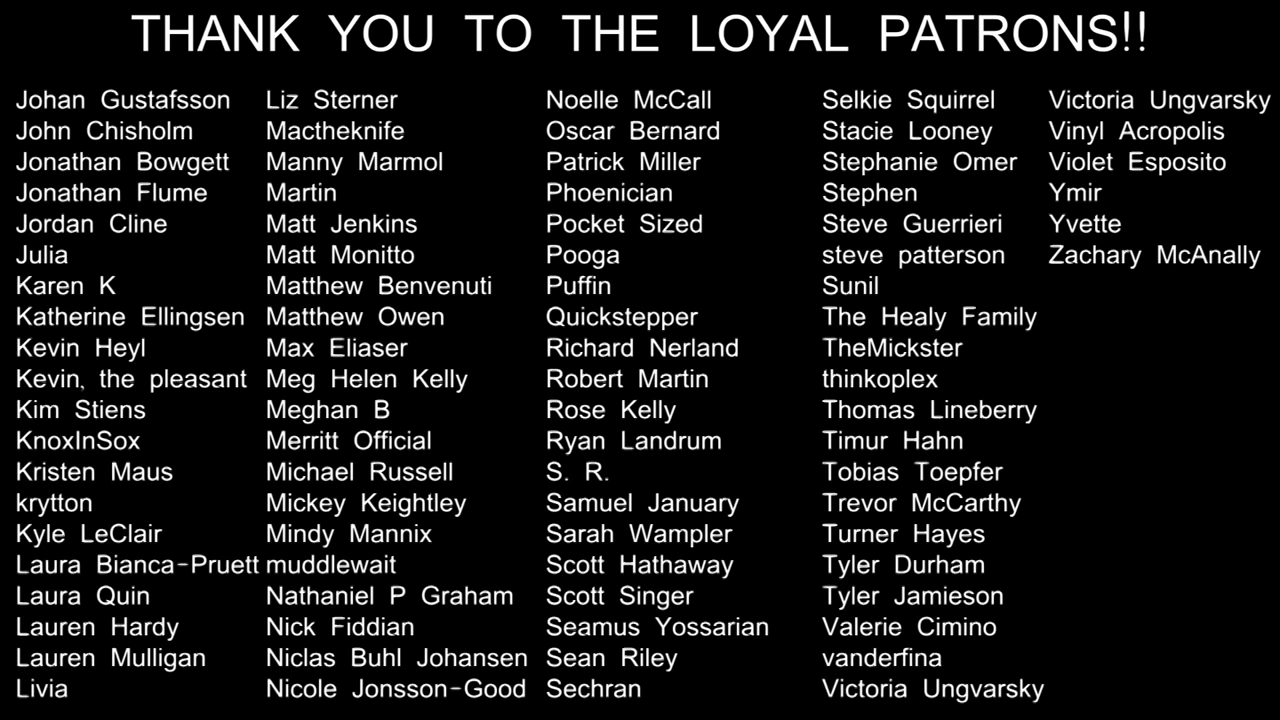 THANK YOU TO THE LOYAL PATRONS!!
Johan Gustafsson
John Chisholm
Jonathan Bowgett
Jonathan Flume
Jordan Cline
Julia
Karen K
Katherine Ellingsen
Kevin Heyl
Kevin, the pleasant
Kim Stiens
KnoxInSox
Kristen Maus
krytton
Kyle LeClair
Laura Bianca-Pruett
Laura Quin
Lauren Hardy
Lauren Mulligan
Livia
Liz Sterner
Mactheknife
Manny Marmol
Martin
Matt Jenkins
Matt Monitto
Matthew Benvenuti
Matthew Owen
Max Eliaser
Meg Helen Kelly
Meghan B
Merritt Official
Michael Russell
Mickey Keightley
Mindy Mannix
muddlewait
Nathaniel P Graham
Nick Fiddian
Niclas Buhl Johansen
Nicole Jonsson-Good
Noelle McCall
Oscar Bernard
Patrick Miller
Phoenician
Pocket Sized
Pooga
Puffin
Quickstepper
Richard Nerland
Robert Martin
Rose Kelly
Ryan Landrum
S. R.
Samuel January
Sarah Wampler
Scott Hathaway
Scott Singer
Seamus Yossarian
Sean Riley
Sechran
Selkie Squirrel
Stacie Looney
Stephanie Omer
Stephen
Steve Guerrieri
steve patterson
Sunil
The Healy Family
TheMickster
thinkoplex
Thomas Lineberry
Timur Hahn
Tobias Toepfer
Trevor McCarthy
Turner Hayes
Tyler Durham
Tyler Jamieson
Valerie Cimino
vanderfina
Victoria Ungvarsky
Victoria Ungvarsky
Vinyl Acropolis
Violet Esposito
Ymir
Yvette
Zachary McAnally